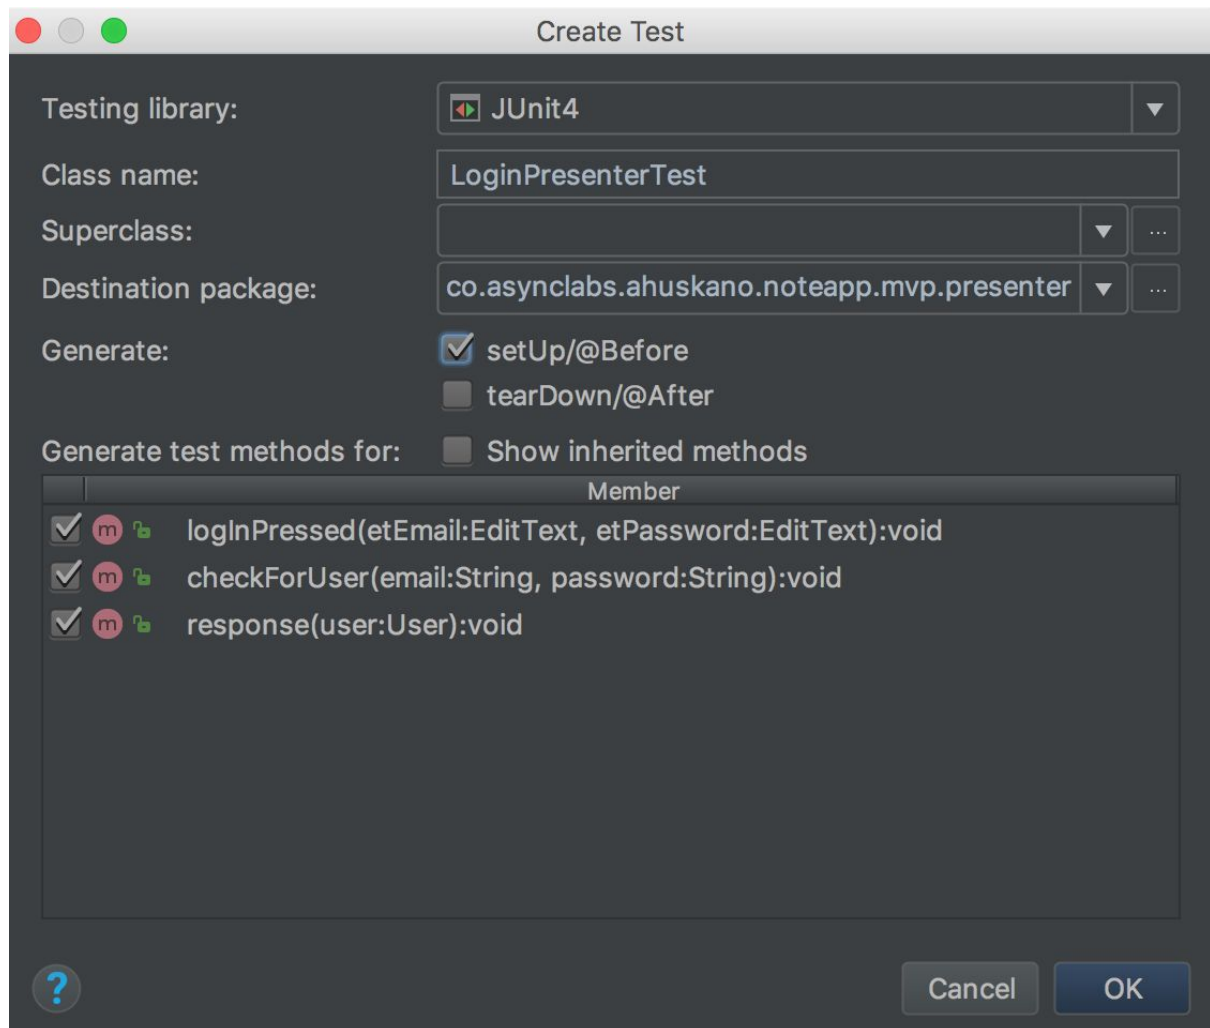 Create Test
Testing library: JUnit4
Class name: LoginPresenterTest
Superclass: ...
Destination package: co.asynclabs.ahuskano.noteapp.mvp.presenter ...
Generate: setUp/@Before
tearDown/@After
Generate test methods for: Show inherited methods
Member
m logInPressed(etEmail:EditText, etPassword:EditText):void
m checkForUser(email:String, password:String):void
m response(user:User):void
? Cancel OK